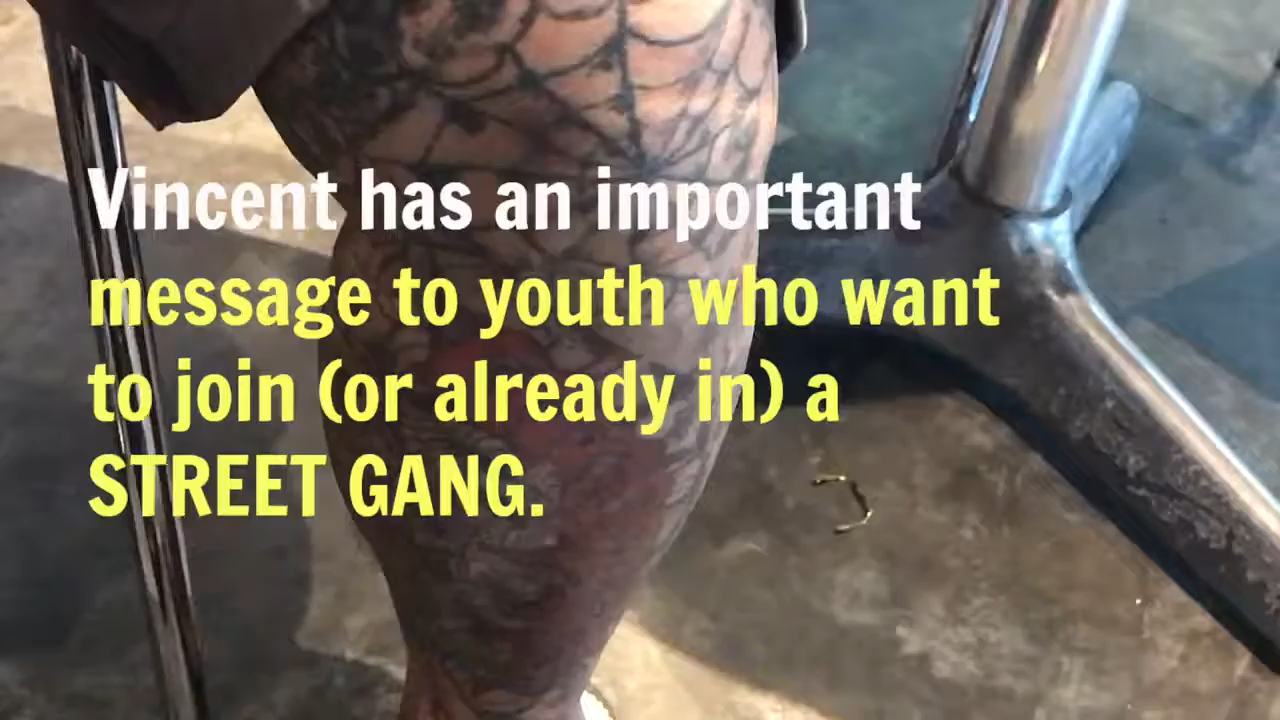 Vincent has an important
message to youth who want
to join (or already in) a
STREET GANG.